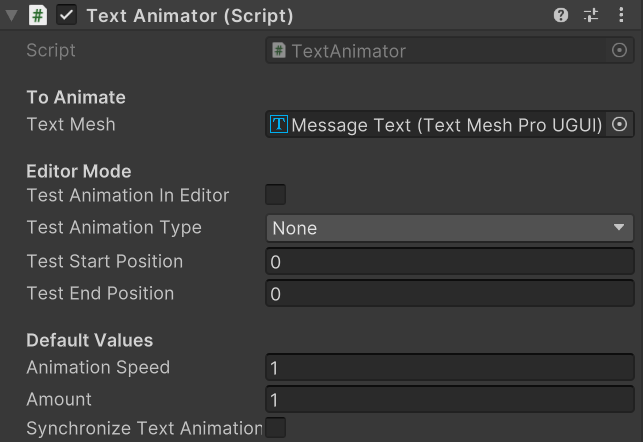 Text Animator (Script)
Script # TextAnimator
To Animate
Text Mesh T Message Text (Text Mesh Pro UGUI)
Editor Mode
Test Animation In Editor
Test Animation Type None
Test Start Position 0
Test End Position 0
Default Values
Animation Speed 1
Amount 1
Synchronize Text Animation